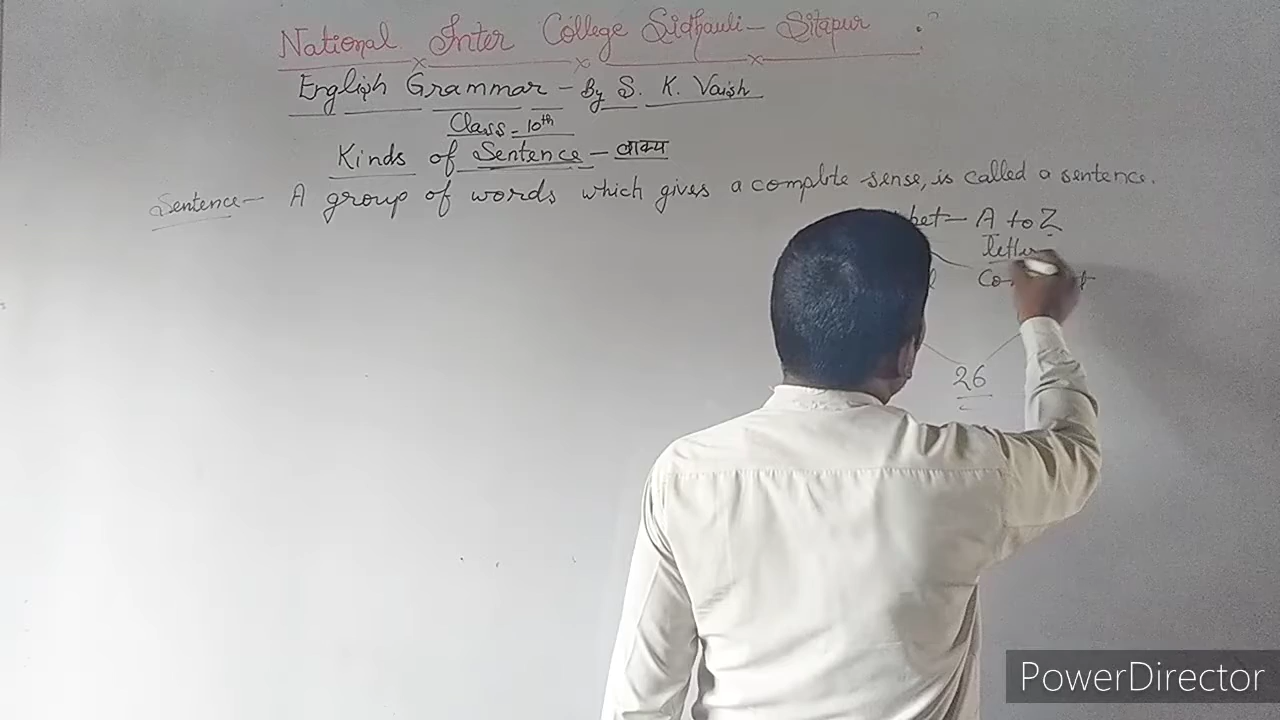 National Inter College Sidhauli - Sitapur
English Grammar - By S. K. Vaish
Class - 10th
Kinds of Sentence - वाक्य
Sentence - A group of words which gives a complete sense, is called a sentence.
A to Z
26
PowerDirector